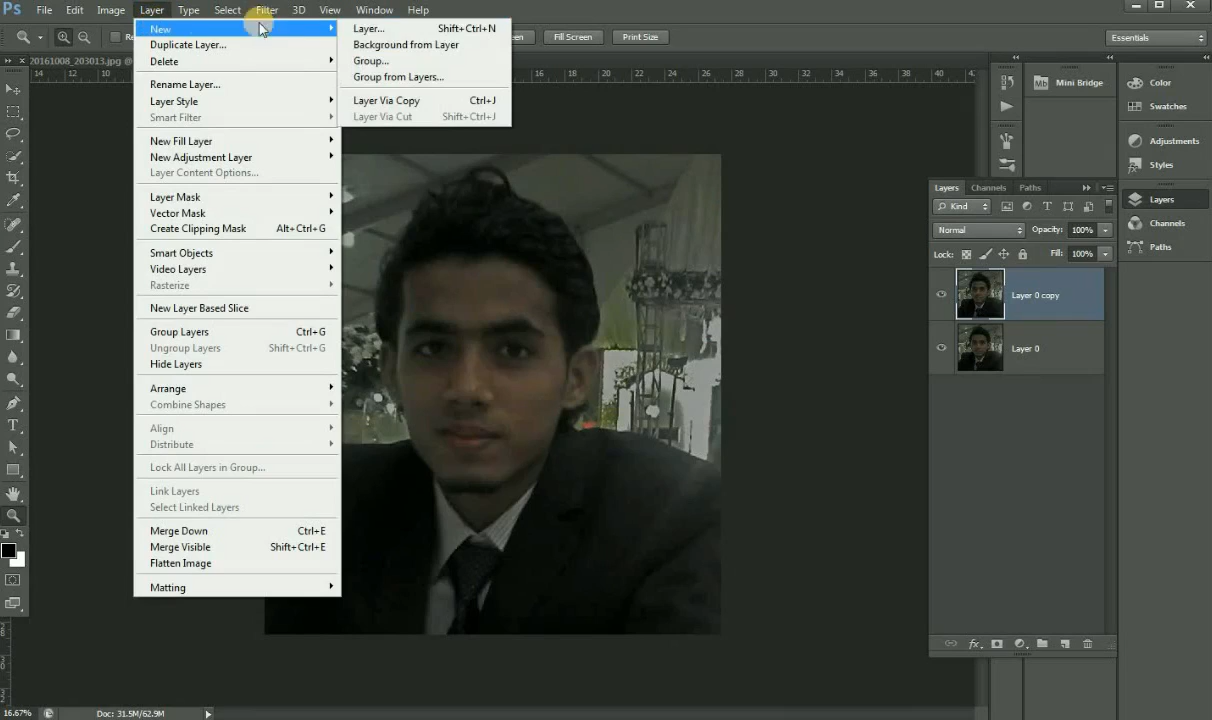 Ps File Edit Image Layer Type Select Filter 3D View Window Help
New
Duplicate Layer...
Delete
Rename Layer...
Layer Style
Smart Filter
New Fill Layer
New Adjustment Layer
Layer Content Options...
Layer Mask
Vector Mask
Create Clipping Mask Alt+Ctrl+G
Smart Objects
Video Layers
Rasterize
New Layer Based Slice
Group Layers Ctrl+G
Ungroup Layers Shift+Ctrl+G
Hide Layers
Arrange
Combine Shapes
Align
Distribute
Lock All Layers in Group...
Link Layers
Select Linked Layers
Merge Down Ctrl+E
Merge Visible Shift+Ctrl+E
Flatten Image
Matting
Layer... Shift+Ctrl+N
Background from Layer
Group...
Group from Layers...
Layer Via Copy Ctrl+J
Layer Via Cut Shift+Ctrl+J
Fill Screen Print Size
Essentials
20161008_203013.jpg @
14 12 16 18 20 22 24 26 28 30 32 34 36 38 40
Mb Mini Bridge
Color
Swatches
Adjustments
Styles
Layers
Channels
Paths
Layers Channels Paths
Kind
Normal Opacity: 100%
Lock: Fill: 100%
Layer 0 copy
Layer 0
fx
16.67% Doc: 31.5M/62.9M